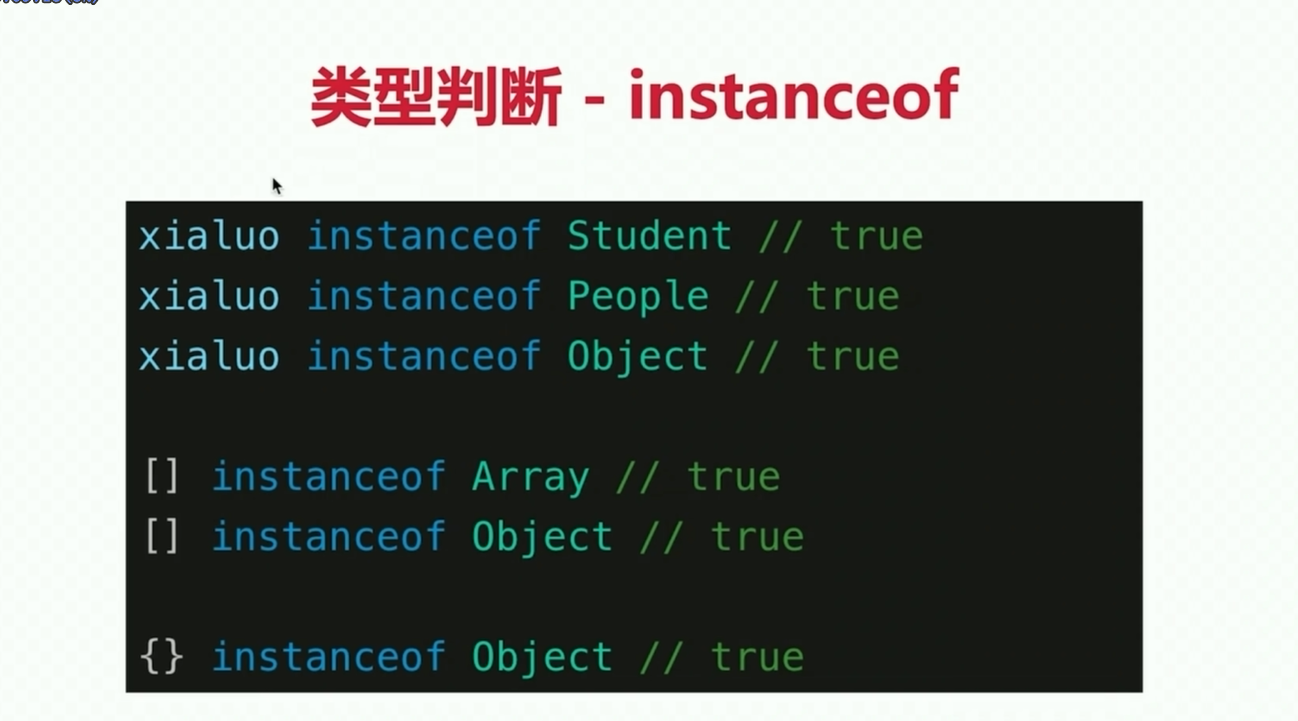 类型判断 - instanceof
xialuo instanceof Student // true
xialuo instanceof People // true
xialuo instanceof Object // true
[] instanceof Array // true
[] instanceof Object // true
{} instanceof Object // true